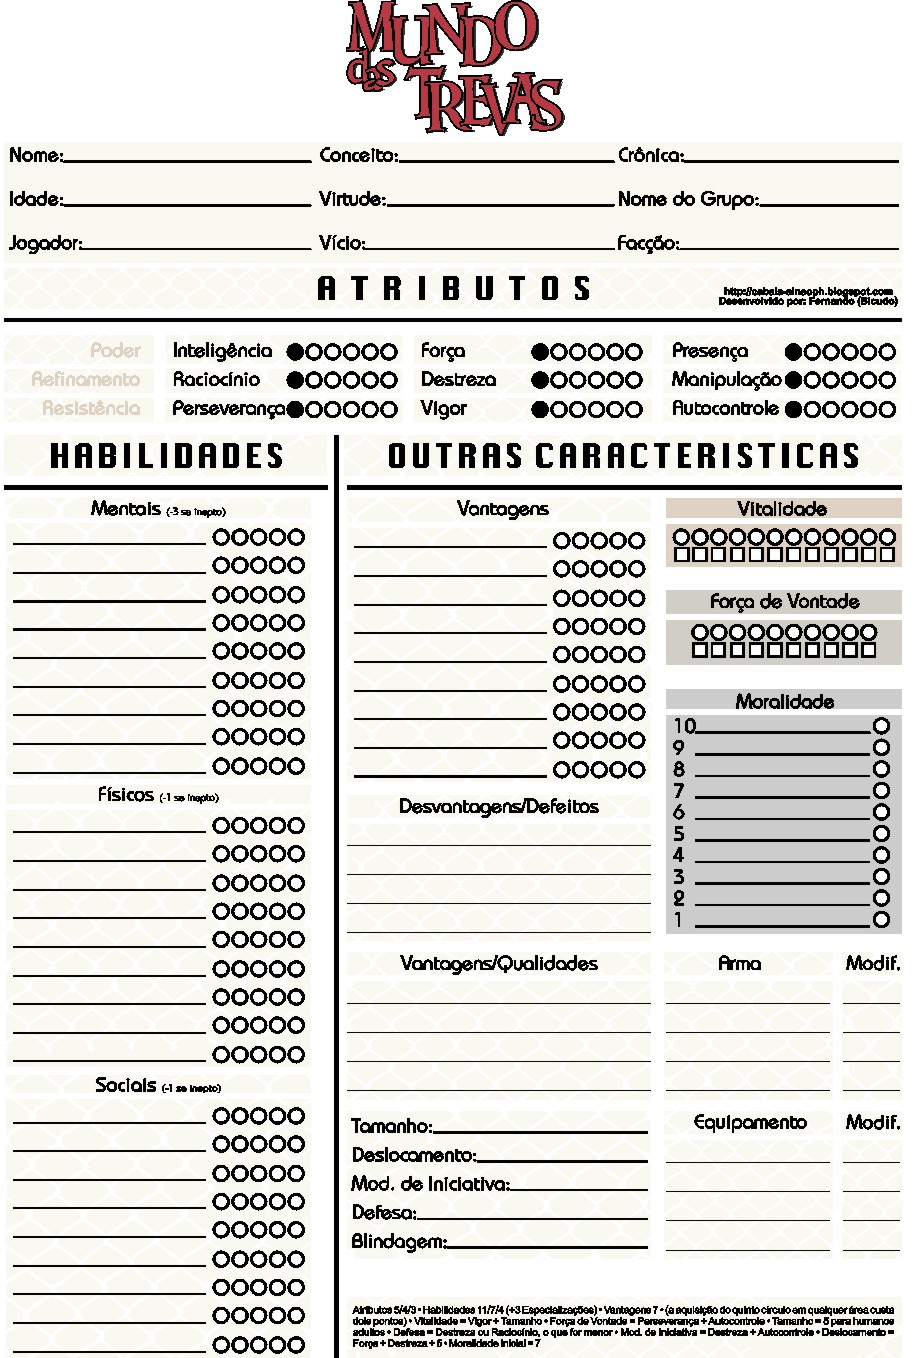 MUNDO
das
TREVAS
Nome: Conceito: Crônica:
Idade: Virtude: Nome do Grupo:
Jogador: Vício: Facção:
ATRIBUTOS
http://cabala-ainsoph.blogspot.com
Desenvolvido por: Fernando (Bicudo)
Poder Inteligência Força Presença
Refinamento Raciocínio Destreza Manipulação
Resistência Perseverança Vigor Autocontrole
HABILIDADES
Mentais (-3 se inepto)
Físicos (-1 se inepto)
Sociais (-1 se inepto)
OUTRAS CARACTERISTICAS
Vantagens
Desvantagens/Defeitos
Vantagens/Qualidades
Tamanho:
Deslocamento:
Mod. de Iniciativa:
Defesa:
Blindagem:
Vitalidade
Força de Vontade
Moralidade
10
9
8
7
6
5
4
3
2
1
Arma Modif.
Equipamento Modif.
Atributos 5/4/3 • Habilidades 11/7/4 (+3 Especializações) • Vantagens 7 • (a aquisição do quinto círculo em qualquer área custa
dois pontos) • Vitalidade = Vigor + Tamanho • Força de Vontade = Perseverança + Autocontrole • Tamanho = 5 para humanos
adultos • Defesa = Destreza ou Raciocínio, o que for menor • Mod. de Iniciativa = Destreza + Autocontrole • Deslocamento =
Força + Destreza + 5 • Moralidade Inicial = 7